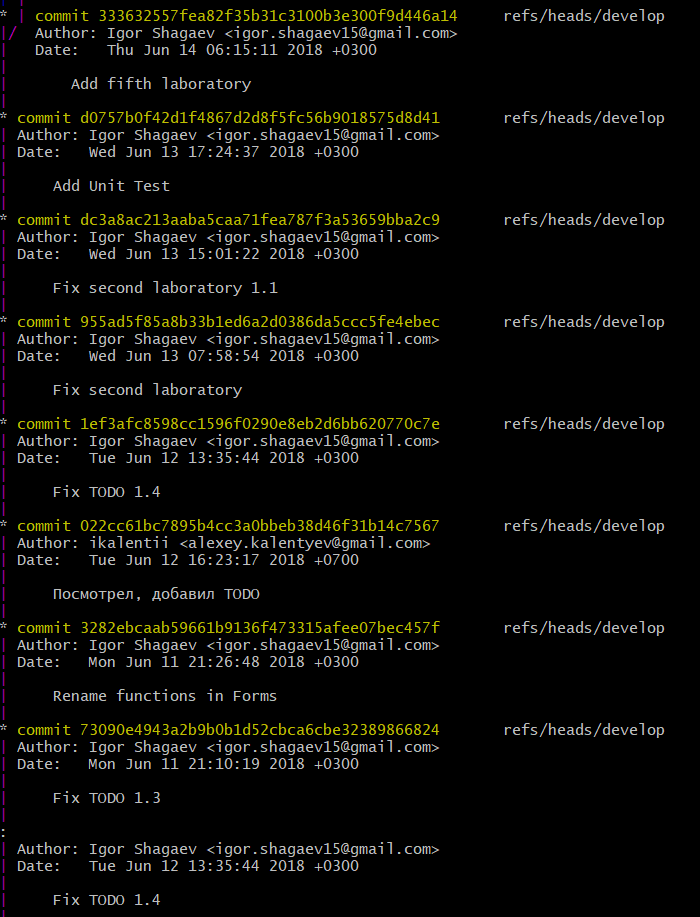 * | commit 333632557fea82f35b31c3100b3e300f9d446a14 refs/heads/develop
|/ Author: Igor Shagaev <igor.shagaev15@gmail.com>
| Date: Thu Jun 14 06:15:11 2018 +0300
|
| Add fifth laboratory
|
* commit d0757b0f42d1f4867d2d8f5fc56b9018575d8d41 refs/heads/develop
| Author: Igor Shagaev <igor.shagaev15@gmail.com>
| Date: Wed Jun 13 17:24:37 2018 +0300
|
| Add Unit Test
|
* commit dc3a8ac213aaba5caa71fea787f3a53659bba2c9 refs/heads/develop
| Author: Igor Shagaev <igor.shagaev15@gmail.com>
| Date: Wed Jun 13 15:01:22 2018 +0300
|
| Fix second laboratory 1.1
|
* commit 955ad5f85a8b33b1ed6a2d0386da5ccc5fe4ebec refs/heads/develop
| Author: Igor Shagaev <igor.shagaev15@gmail.com>
| Date: Wed Jun 13 07:58:54 2018 +0300
|
| Fix second laboratory
|
* commit 1ef3afc8598cc1596f0290e8eb2d6bb620770c7e refs/heads/develop
| Author: Igor Shagaev <igor.shagaev15@gmail.com>
| Date: Tue Jun 12 13:35:44 2018 +0300
|
| Fix TODO 1.4
|
* commit 022cc61bc7895b4cc3a0bbeb38d46f31b14c7567 refs/heads/develop
| Author: ikalentii <alexey.kalentyev@gmail.com>
| Date: Tue Jun 12 16:23:17 2018 +0700
|
| Посмотрел, добавил TODO
|
* commit 3282ebcaab59661b9136f473315afee07bec457f refs/heads/develop
| Author: Igor Shagaev <igor.shagaev15@gmail.com>
| Date: Mon Jun 11 21:26:48 2018 +0300
|
| Rename functions in Forms
|
* commit 73090e4943a2b9b0b1d52cbca6cbe32389866824 refs/heads/develop
| Author: Igor Shagaev <igor.shagaev15@gmail.com>
| Date: Mon Jun 11 21:10:19 2018 +0300
|
| Fix TODO 1.3
|
:
| Author: Igor Shagaev <igor.shagaev15@gmail.com>
| Date: Tue Jun 12 13:35:44 2018 +0300
|
| Fix TODO 1.4
|